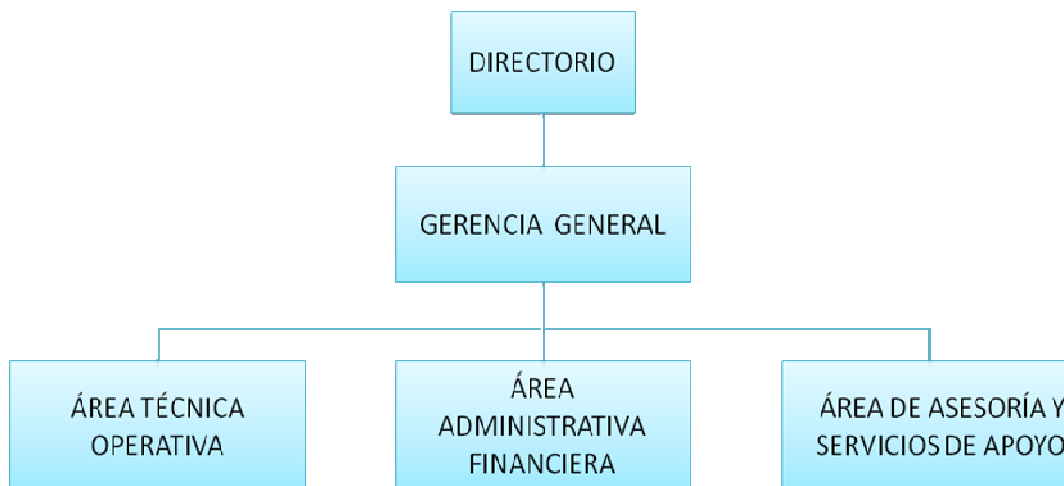 DIRECTORIO
GERENCIA GENERAL
ÁREA TÉCNICA
OPERATIVA
ÁREA
ADMINISTRATIVA
FINANCIERA
ÁREA DE ASESORÍA Y
SERVICIOS DE APOYO